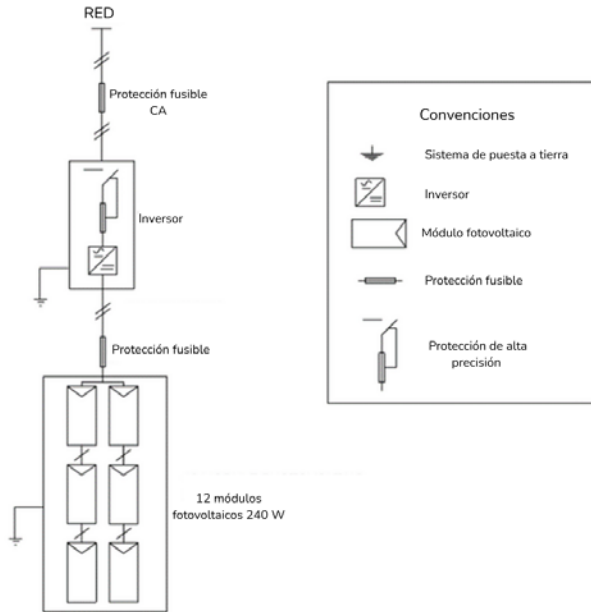 RED
Protección fusible
CA
Inversor
Protección fusible
12 módulos
fotovoltaicos 240 W
Convenciones
Sistema de puesta a tierra
Inversor
Módulo fotovoltaico
Protección fusible
Protección de alta
precisión